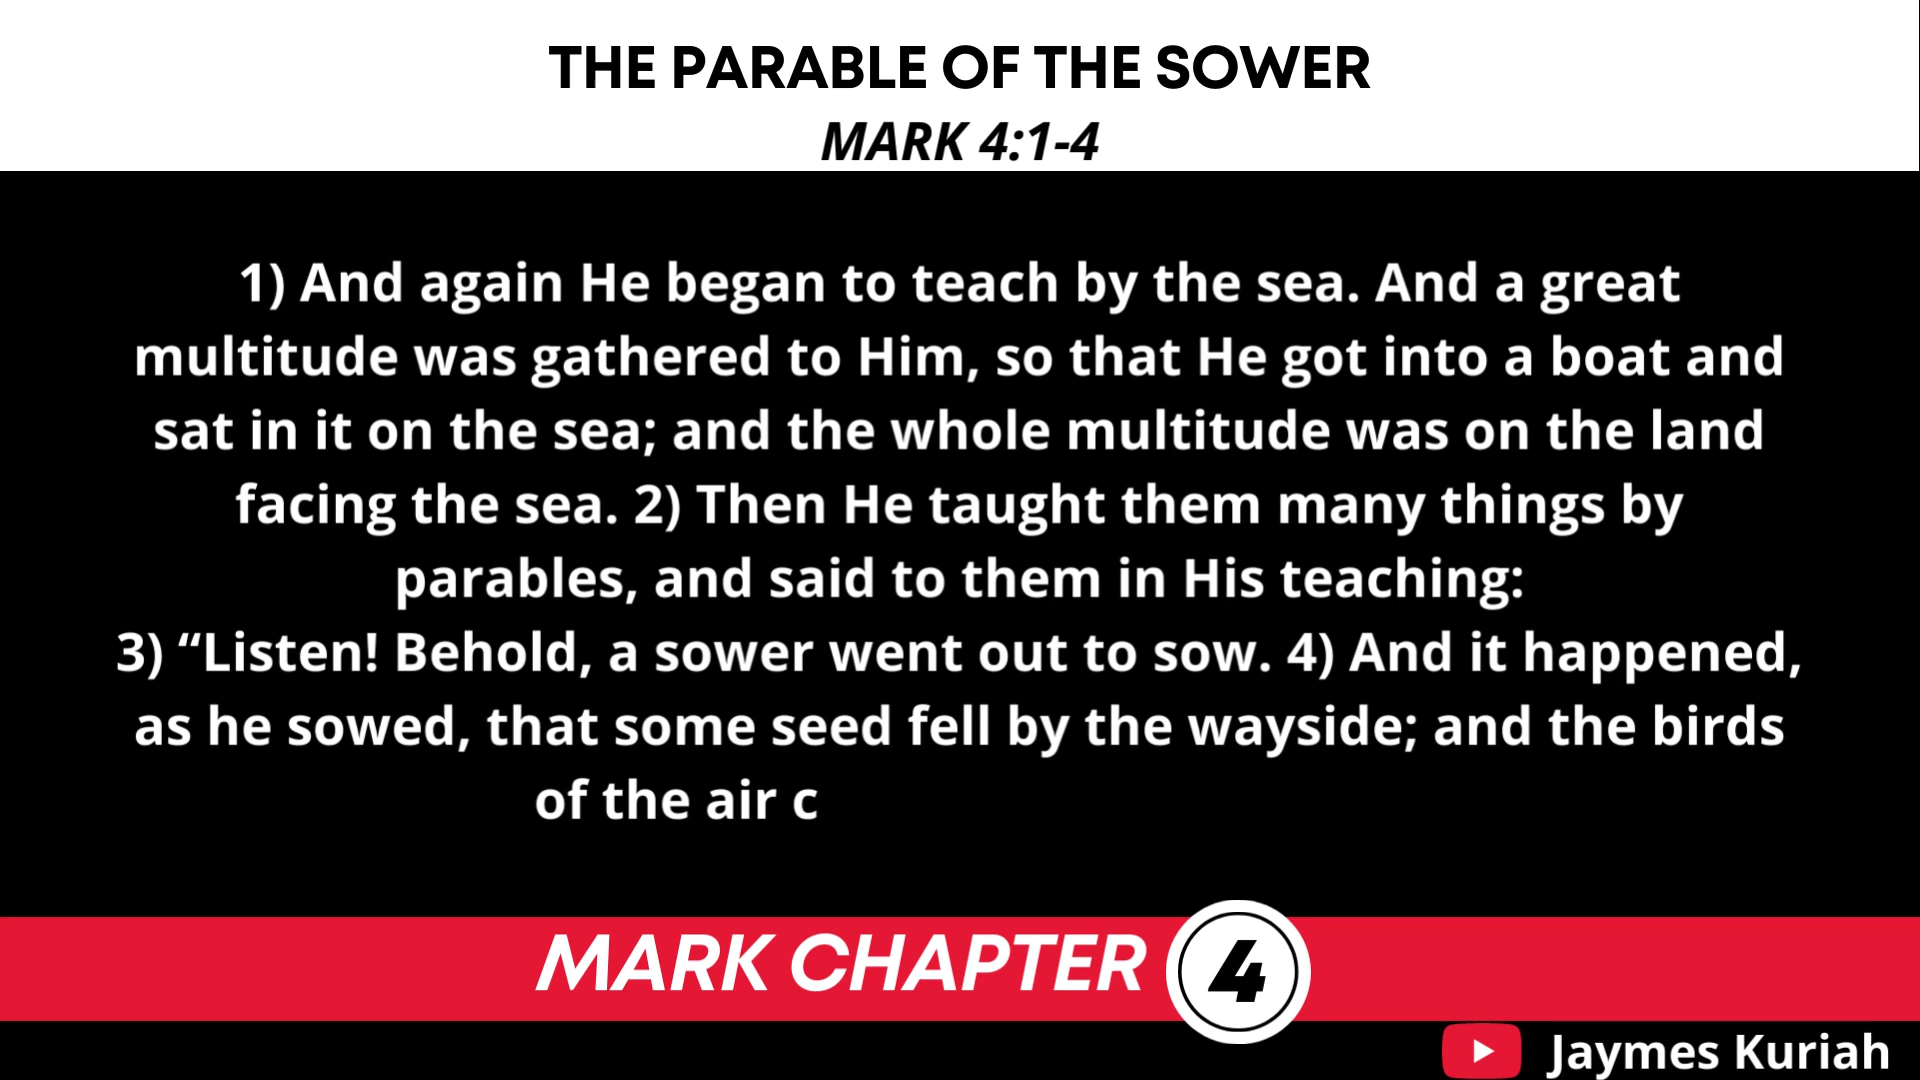 THE PARABLE OF THE SOWER
MARK 4:1-4
1) And again He began to teach by the sea. And a great
multitude was gathered to Him, so that He got into a boat and
sat in it on the sea; and the whole multitude was on the land
facing the sea. 2) Then He taught them many things by
parables, and said to them in His teaching:
3) “Listen! Behold, a sower went out to sow. 4) And it happened,
as he sowed, that some seed fell by the wayside; and the birds
of the air c
MARK CHAPTER 4
Jaymes Kuriah